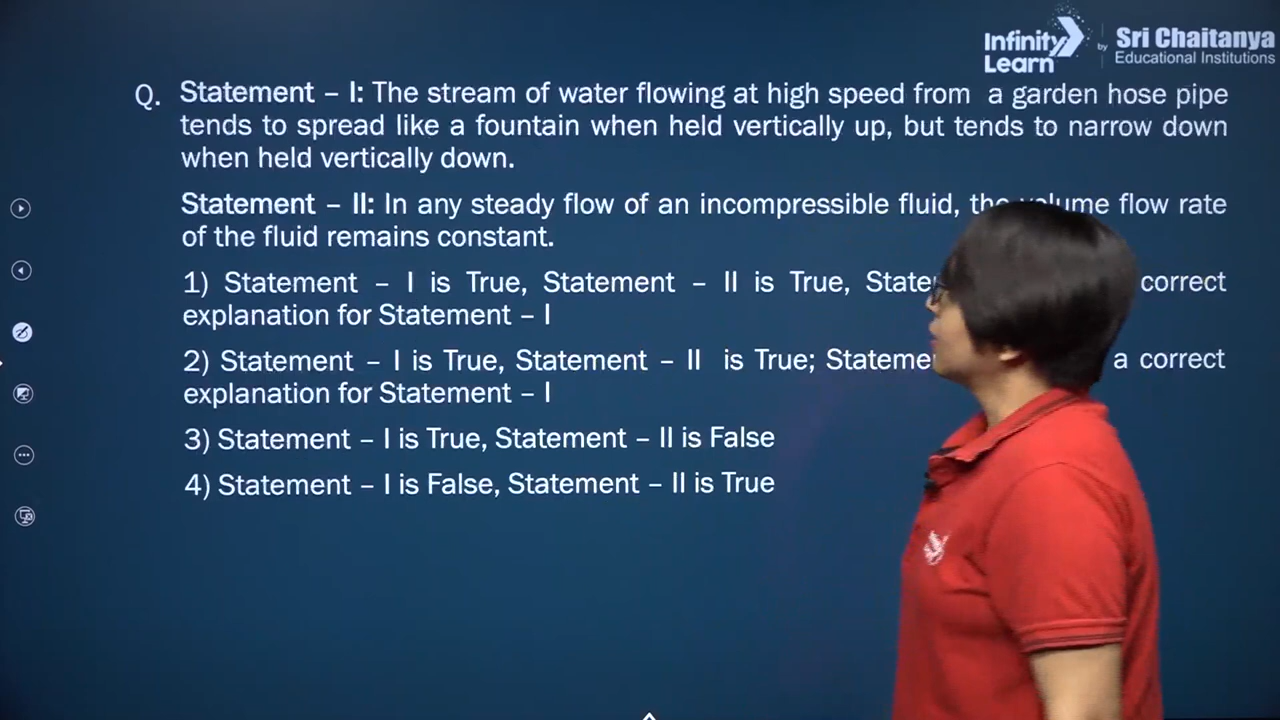 Infinity Learn by Sri Chaitanya Educational Institutions
Q. Statement – I: The stream of water flowing at high speed from a garden hose pipe
tends to spread like a fountain when held vertically up, but tends to narrow down
when held vertically down.
Statement – II: In any steady flow of an incompressible fluid, the volume flow rate
of the fluid remains constant.
1) Statement – I is True, Statement – II is True, correct
explanation for Statement – I
2) Statement – I is True, Statement – II is True; a correct
explanation for Statement – I
3) Statement – I is True, Statement – II is False
4) Statement – I is False, Statement – II is True